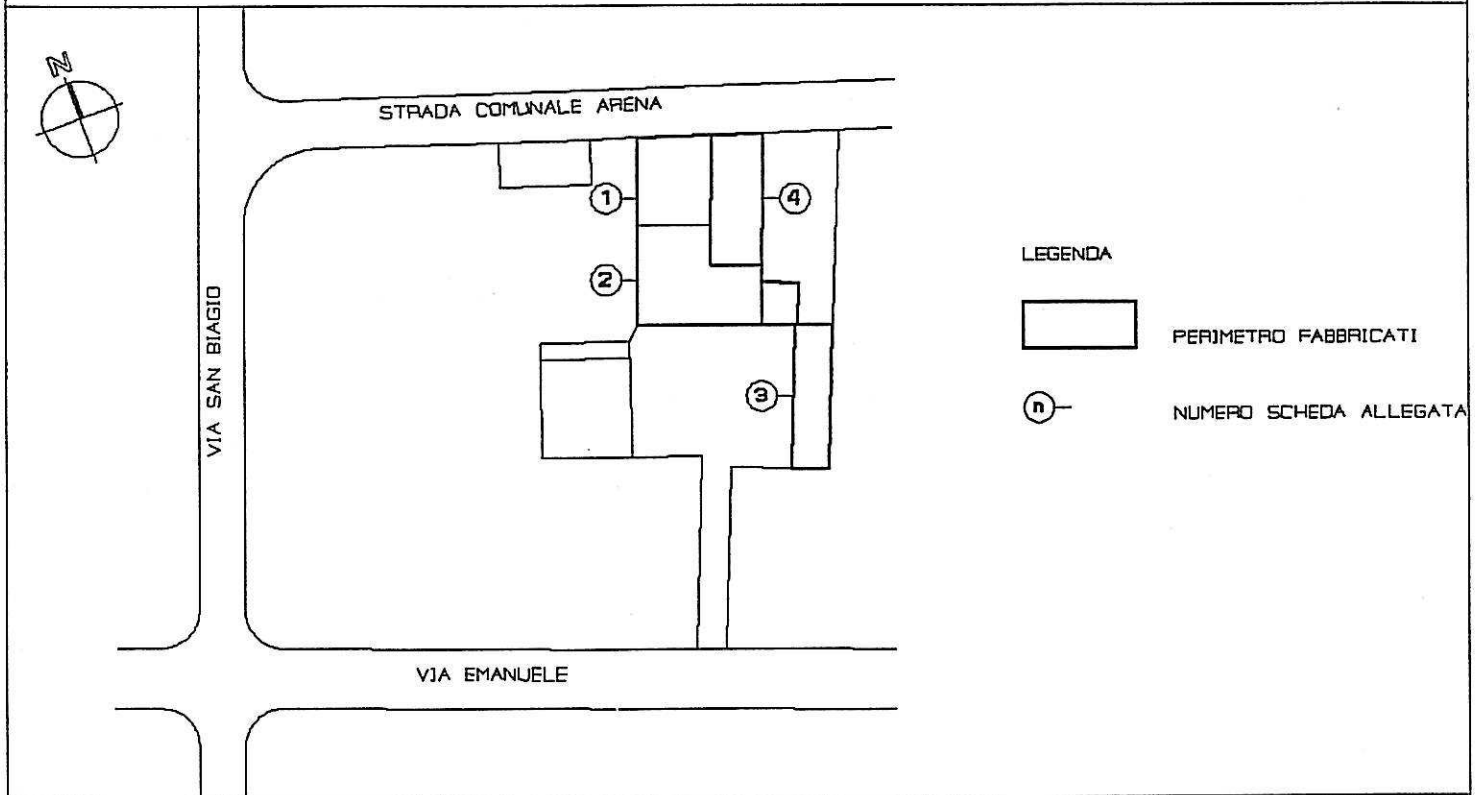 N
STRADA COMUNALE ARENA
1
4
2
VIA SAN BIAGIO
3
VIA EMANUELE
LEGENDA
PERIMETRO FABBRICATI
n
NUMERO SCHEDA ALLEGATA